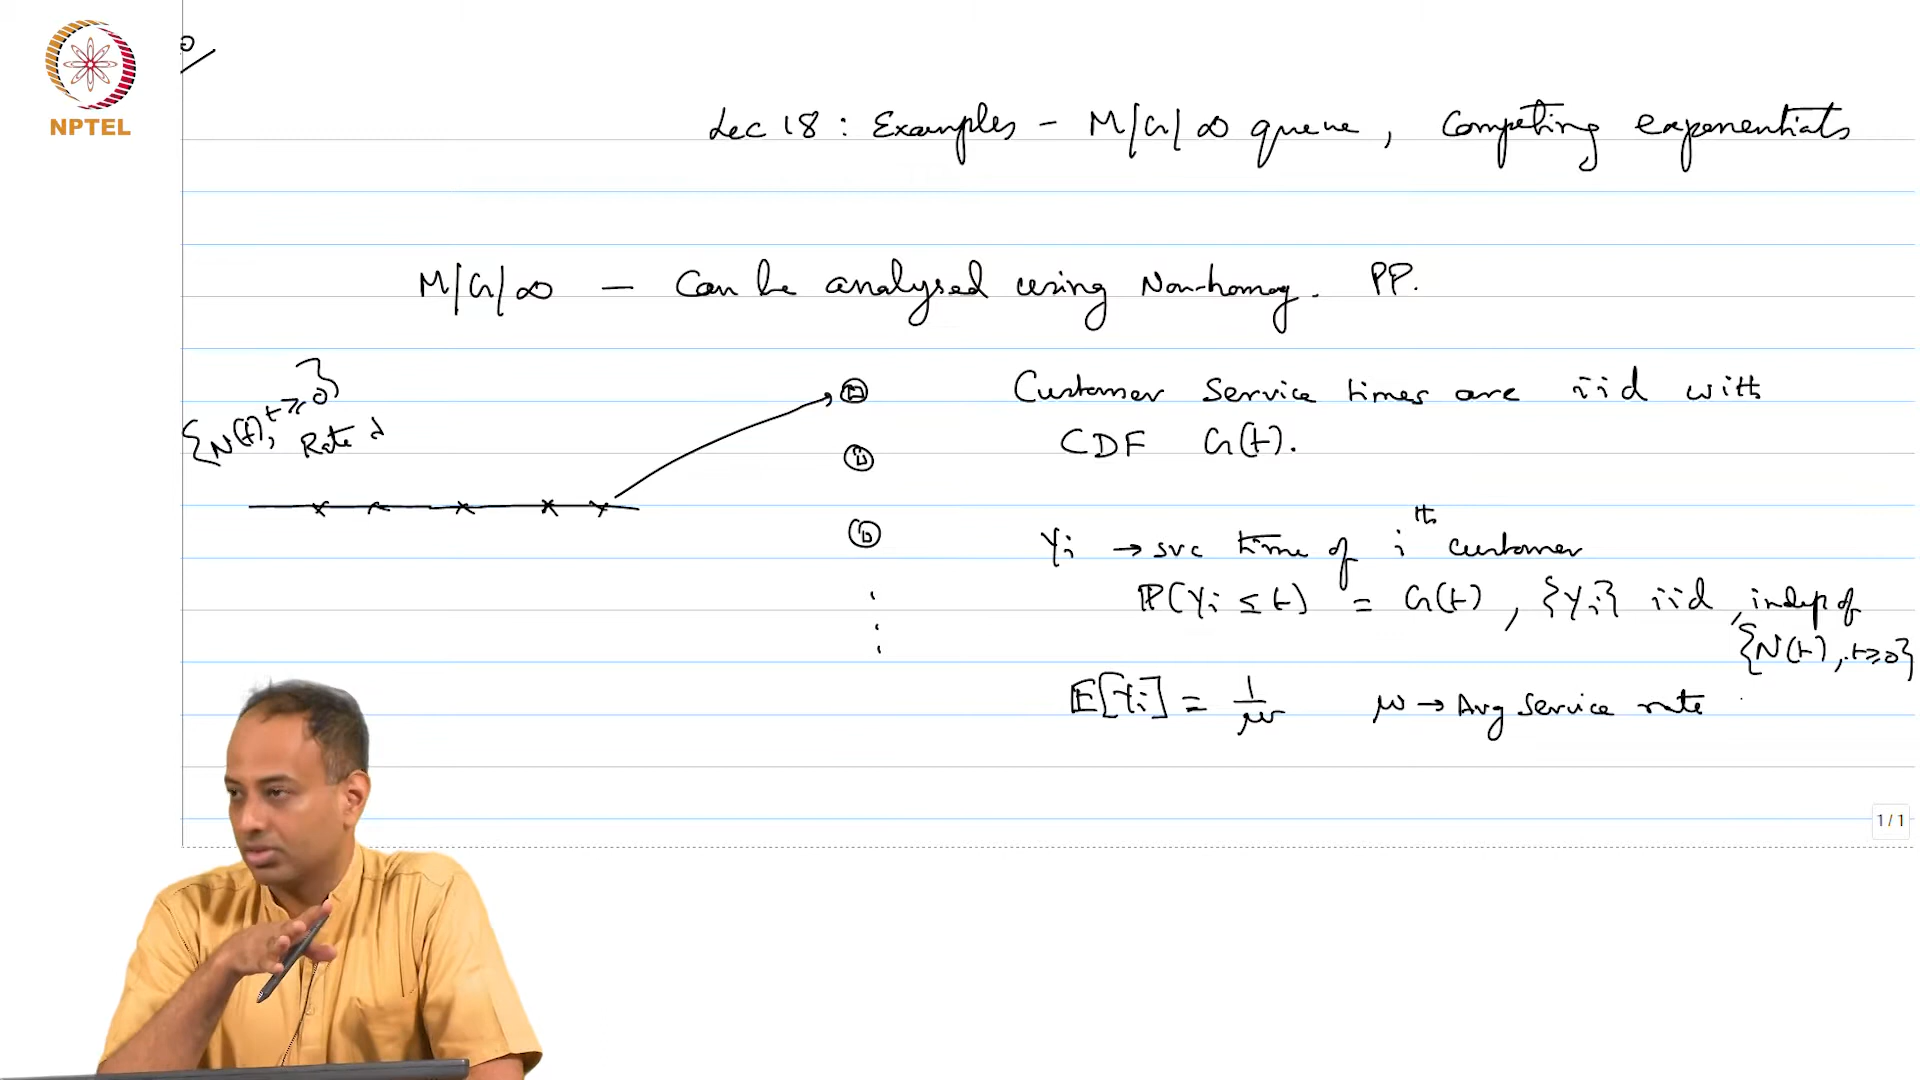 NPTEL
Lec 18 : Examples - M/G/∞ queue, Competing exponentials
M/G/∞ — Can be analysed using Non-homog. PP.
{N(t), t ≥ 0}
Rate λ
Customer service times are iid with
CDF G(t).
Yi → svc time of i th customer
P(Yi ≤ t) = G(t), {Yi} iid, indep of
{N(t), t ≥ 0}
E[Yi] = 1/μ μ → Avg service rate
1 / 1